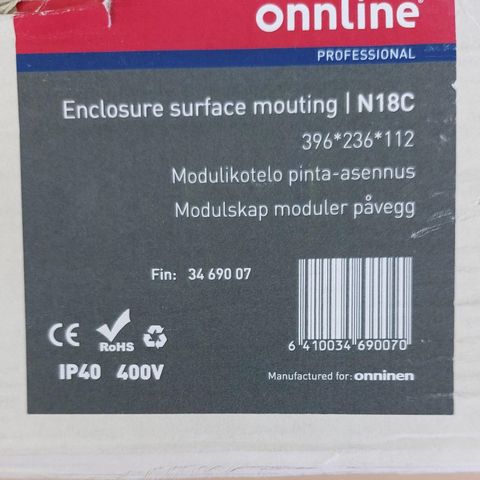 onnline
PROFESSIONAL
Enclosure surface mouting | N18C
396*236*112
Modulikotelo pinta-asennus
Modulskap moduler påvegg
Fin: 34 690 07
CE RoHS
6 410034 690070
IP40 400V
Manufactured for: onninen